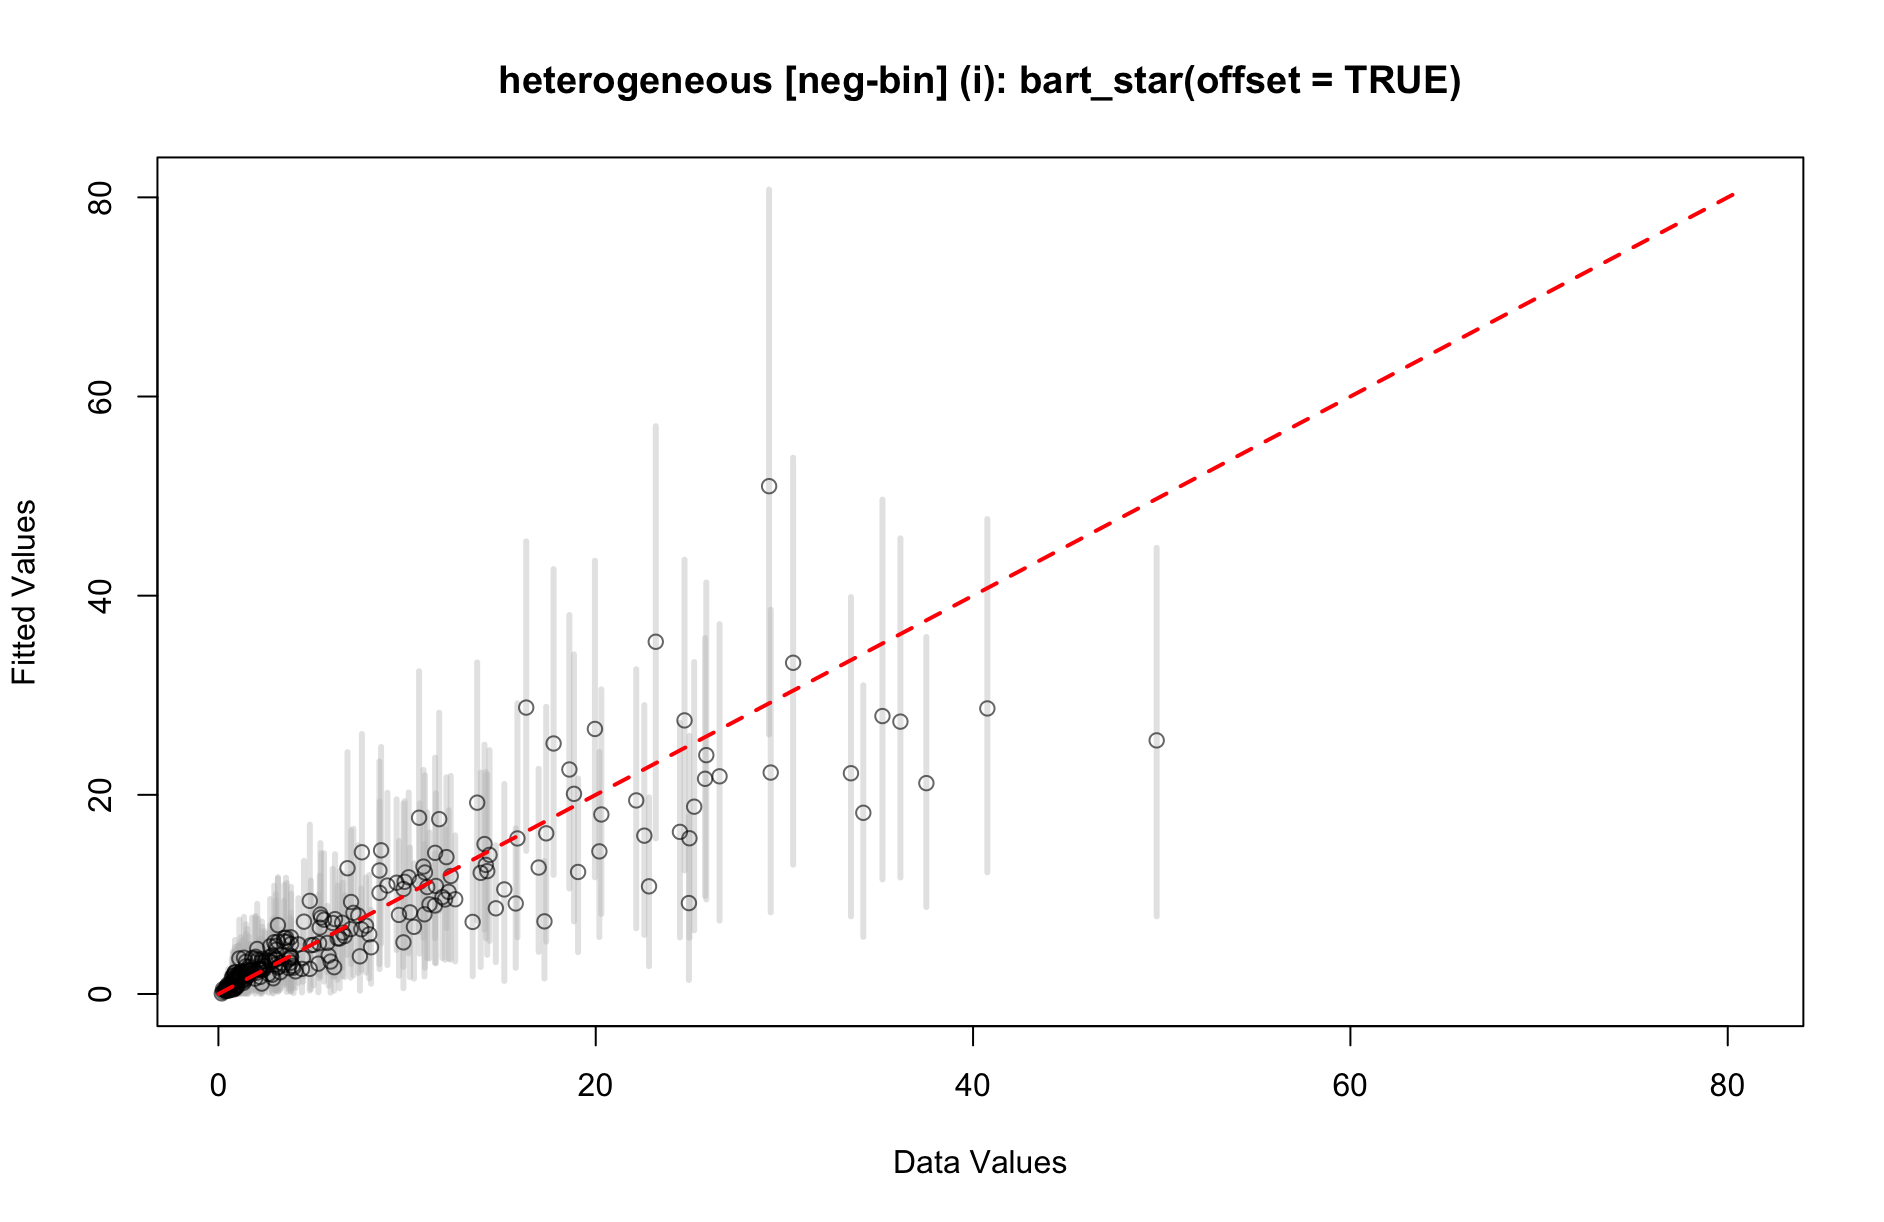 heterogeneous [neg-bin] (i): bart_star(offset = TRUE)
80
60
40
20
0
Fitted Values
0 20 40 60 80
Data Values